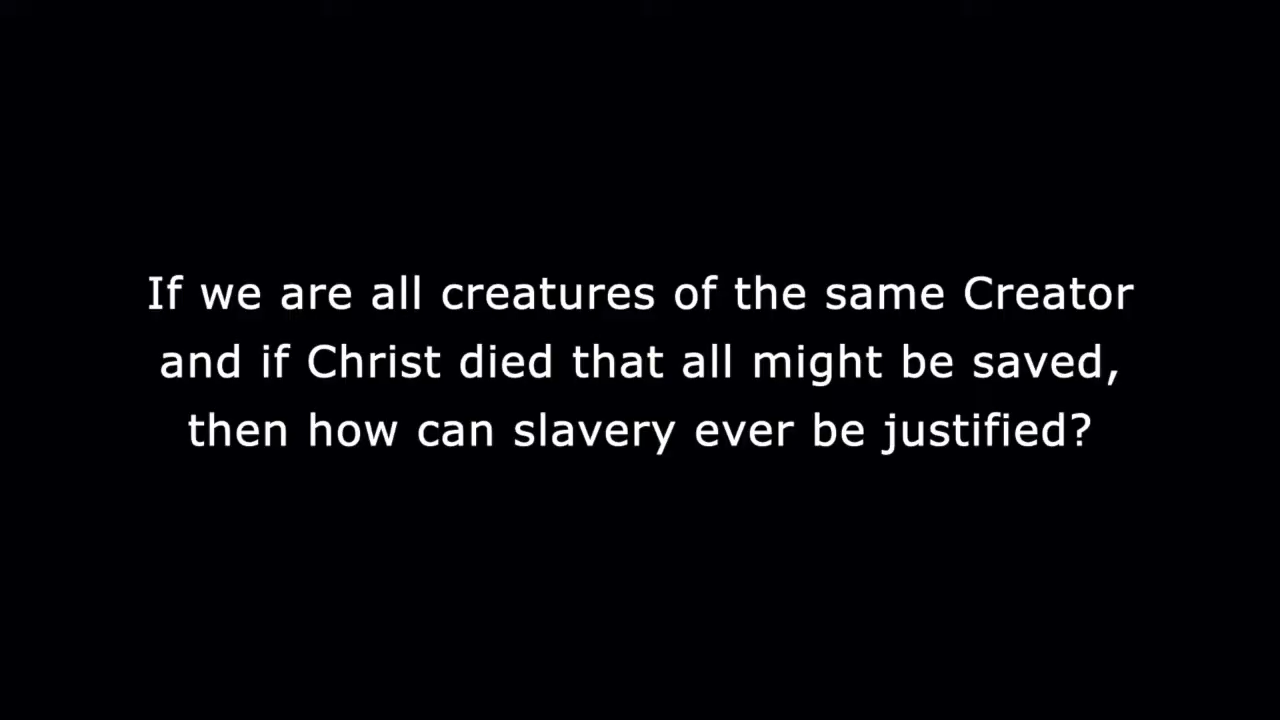 If we are all creatures of the same Creator
and if Christ died that all might be saved,
then how can slavery ever be justified?